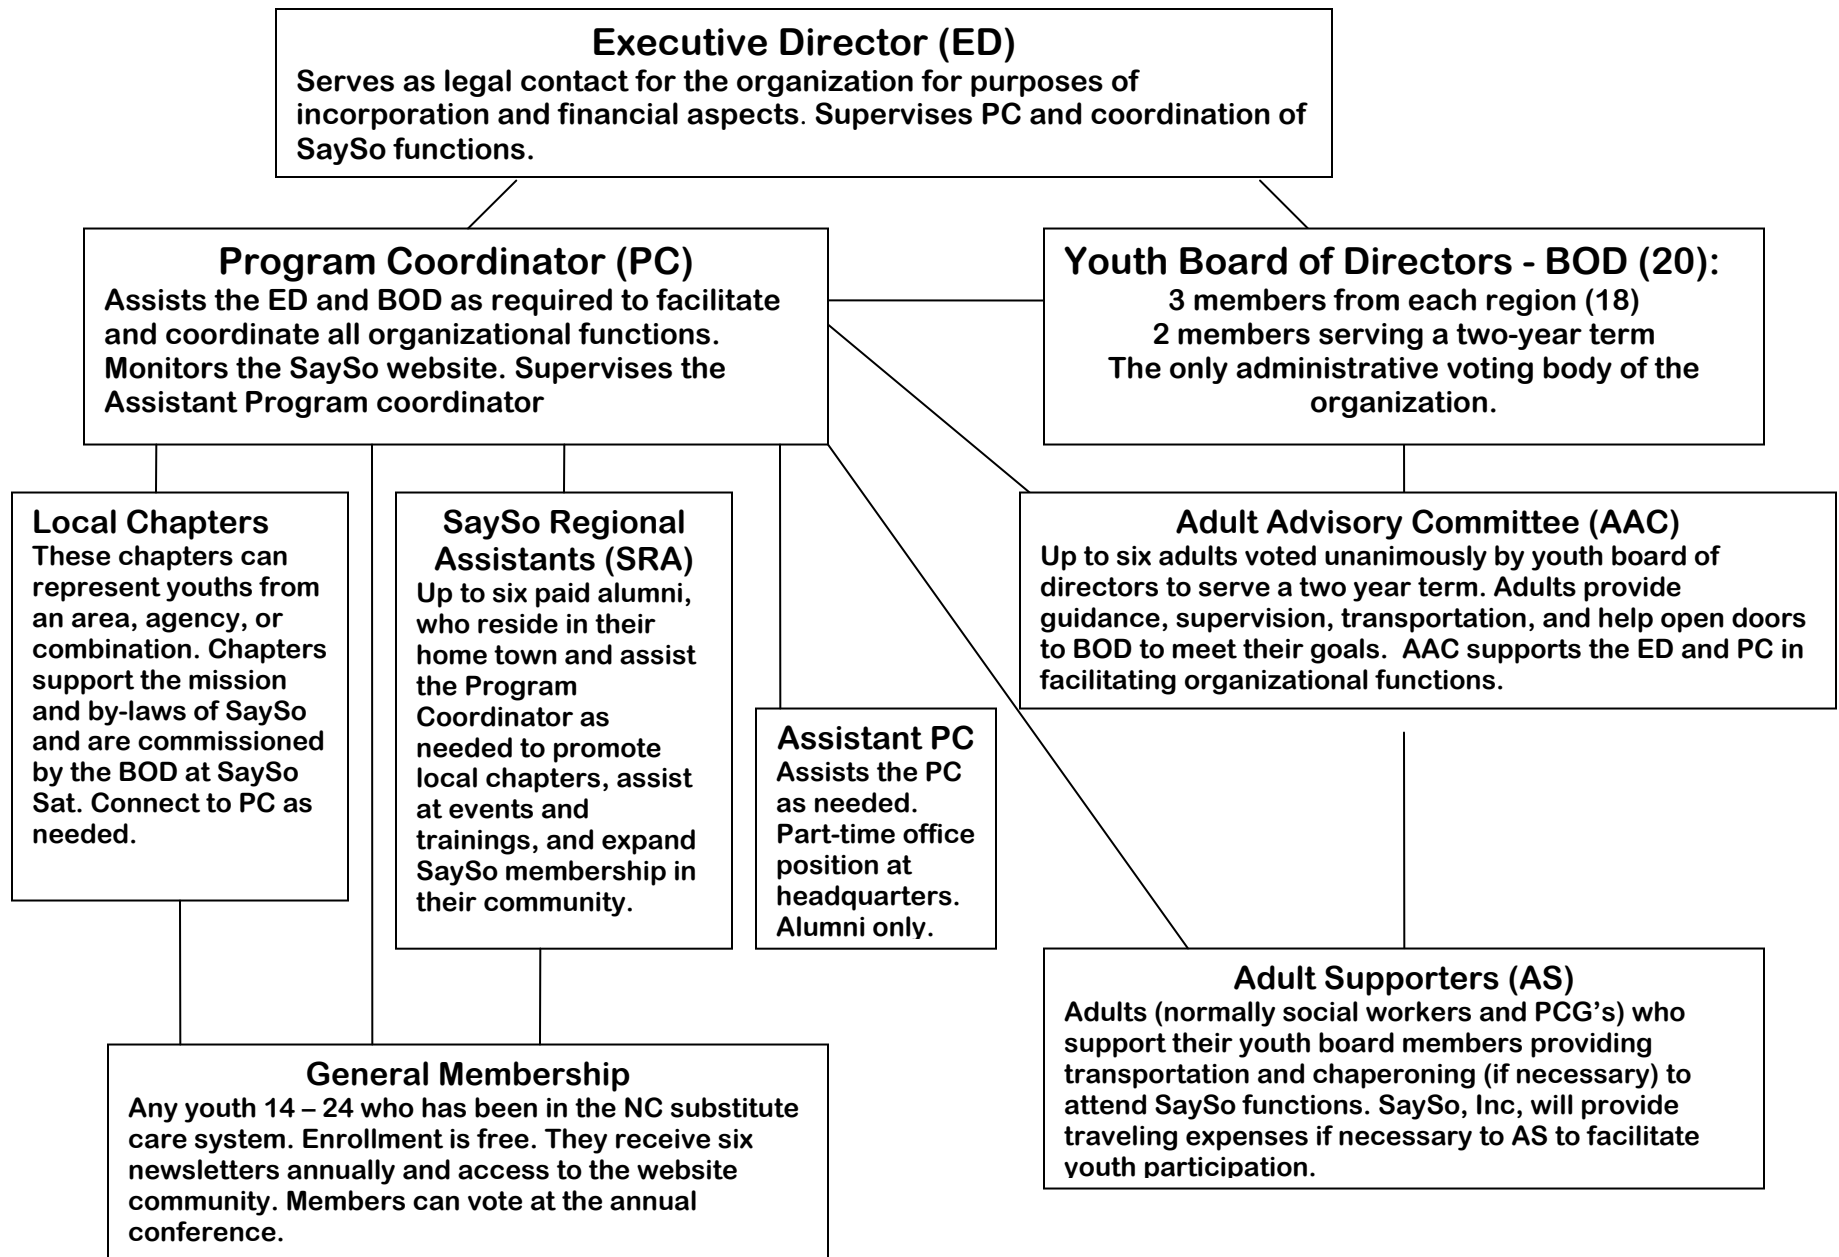 Executive Director (ED)
Serves as legal contact for the organization for purposes of
incorporation and financial aspects. Supervises PC and coordination of
SaySo functions.
Program Coordinator (PC)
Assists the ED and BOD as required to facilitate
and coordinate all organizational functions.
Monitors the SaySo website. Supervises the
Assistant Program coordinator
Youth Board of Directors - BOD (20):
3 members from each region (18)
2 members serving a two-year term
The only administrative voting body of the
organization.
Local Chapters
These chapters can
represent youths from
an area, agency, or
combination. Chapters
support the mission
and by-laws of SaySo
and are commissioned
by the BOD at SaySo
Sat. Connect to PC as
needed.
SaySo Regional
Assistants (SRA)
Up to six paid alumni,
who reside in their
home town and assist
the Program
Coordinator as
needed to promote
local chapters, assist
at events and
trainings, and expand
SaySo membership in
their community.
Assistant PC
Assists the PC
as needed.
Part-time office
position at
headquarters.
Alumni only.
Adult Advisory Committee (AAC)
Up to six adults voted unanimously by youth board of
directors to serve a two year term. Adults provide
guidance, supervision, transportation, and help open doors
to BOD to meet their goals.  AAC supports the ED and PC in
facilitating organizational functions.
Adult Supporters (AS)
Adults (normally social workers and PCG’s) who
support their youth board members providing
transportation and chaperoning (if necessary) to
attend SaySo functions. SaySo, Inc, will provide
traveling expenses if necessary to AS to facilitate
youth participation.
General Membership
Any youth 14 – 24 who has been in the NC substitute
care system. Enrollment is free. They receive six
newsletters annually and access to the website
community. Members can vote at the annual
conference.